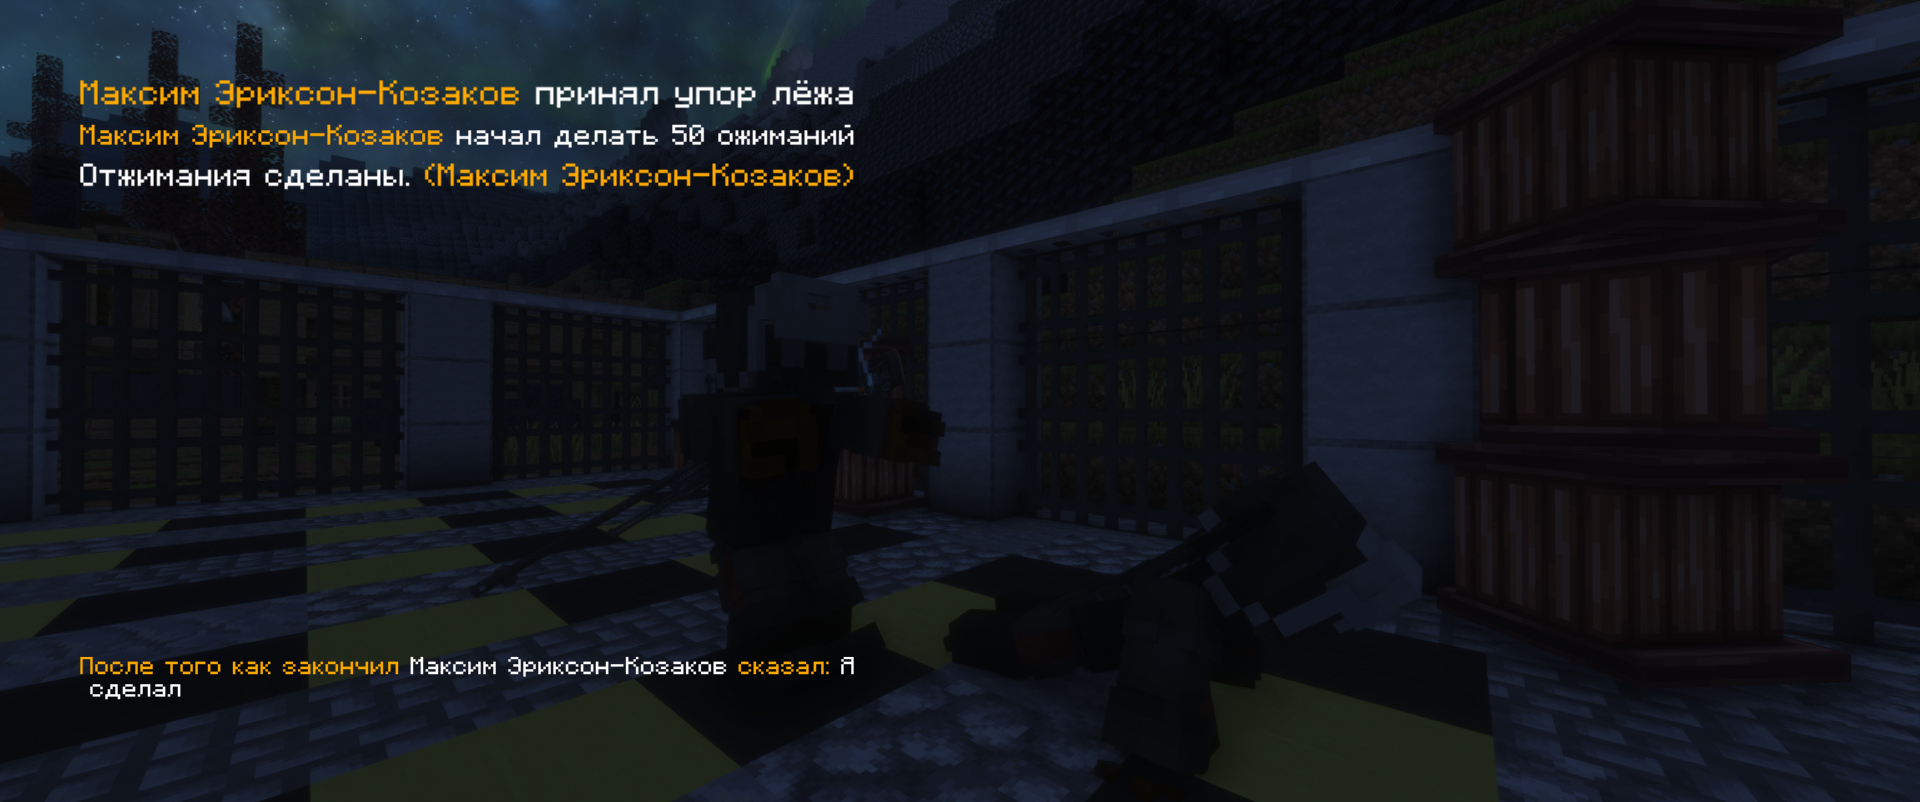 Максим Эриксон-Козаков принял упор лёжа
Максим Эриксон-Козаков начал делать 50 ожиманий
Отжимания сделаны. (Максим Эриксон-Козаков)
После того как закончил Максим Эриксон-Козаков сказал: Я
сделал